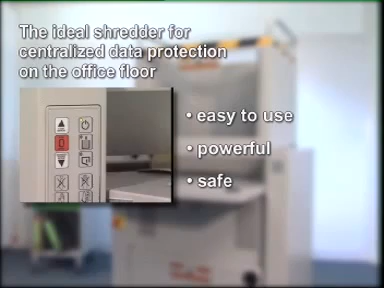 The ideal shredder for
centralized data protection
on the office floor
• easy to use
• powerful
• safe